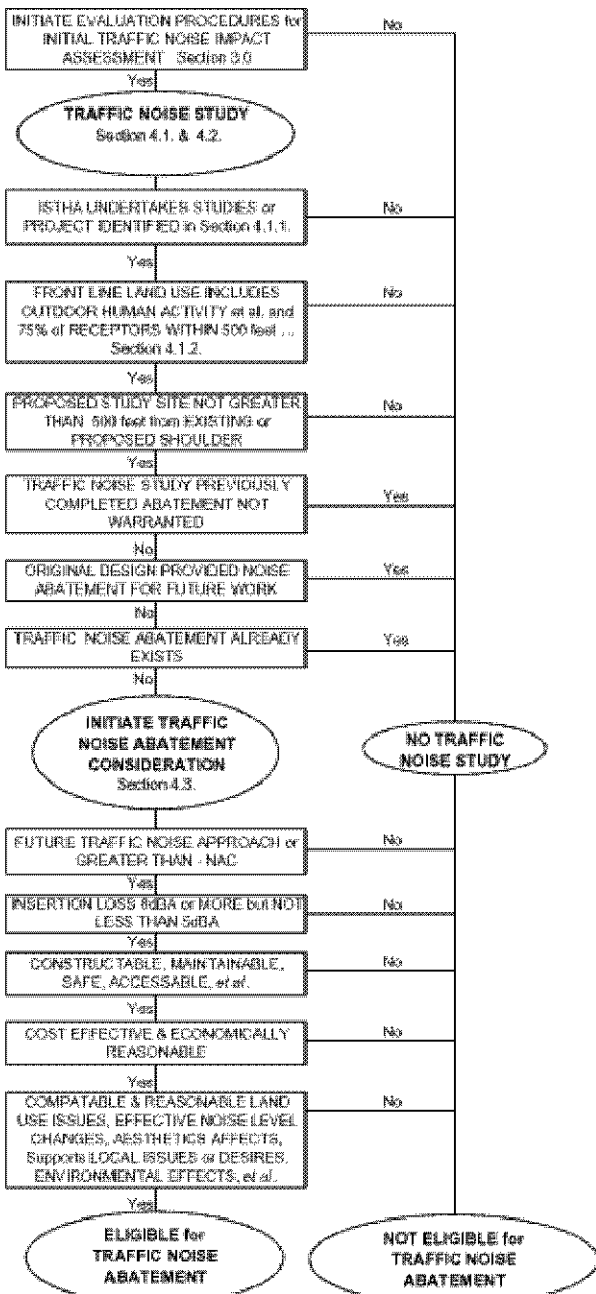 INITIATE EVALUATION PROCEDURES for
INITIAL TRAFFIC NOISE IMPACT
ASSESSMENT Section 3.0
No
Yes
TRAFFIC NOISE STUDY
Section 4.1. & 4.2.
ISTHA UNDERTAKES STUDIES or
PROJECT IDENTIFIED in Section 4.1.1.
No
Yes
FRONT LINE LAND USE INCLUDES
OUTDOOR HUMAN ACTIVITY et al. and
75% of RECEPTORS WITHIN 500 feet ...
Section 4.1.2.
No
Yes
PROPOSED STUDY SITE NOT GREATER
THAN 500 feet from EXISTING or
PROPOSED SHOULDER
No
Yes
TRAFFIC NOISE STUDY PREVIOUSLY
COMPLETED ABATEMENT NOT
WARRANTED
Yes
No
ORIGINAL DESIGN PROVIDED NOISE
ABATEMENT FOR FUTURE WORK
Yes
No
TRAFFIC NOISE ABATEMENT ALREADY
EXISTS
Yes
No
INITIATE TRAFFIC
NOISE ABATEMENT
CONSIDERATION
Section 4.3.
NO TRAFFIC
NOISE STUDY
FUTURE TRAFFIC NOISE APPROACH or
GREATER THAN - NAC
No
Yes
INSERTION LOSS 8dBA or MORE but NOT
LESS THAN 5dBA
No
Yes
CONSTRUCTABLE, MAINTAINABLE,
SAFE, ACCESSABLE, et al.
No
Yes
COST EFFECTIVE & ECONOMICALLY
REASONABLE
No
Yes
COMPATABLE & REASONABLE LAND
USE ISSUES, EFFECTIVE NOISE LEVEL
CHANGES, AESTHETICS AFFECTS,
Supports LOCAL ISSUES or DESIRES,
ENVIRONMENTAL EFFECTS, et al.
No
Yes
ELIGIBLE for
TRAFFIC NOISE
ABATEMENT
NOT ELIGIBLE for
TRAFFIC NOISE
ABATEMENT